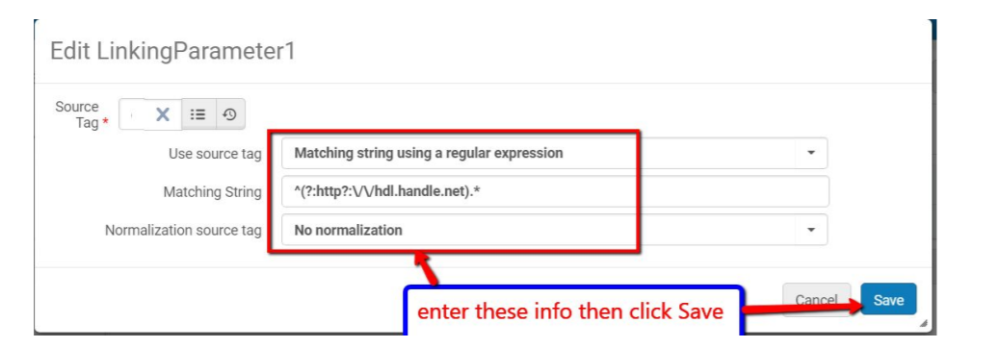 Edit LinkingParameter1
Source
Tag *
Use source tag Matching string using a regular expression
Matching String ^(?:http?:\/\/hdl.handle.net).*
Normalization source tag No normalization
enter these info then click Save
Cancel Save